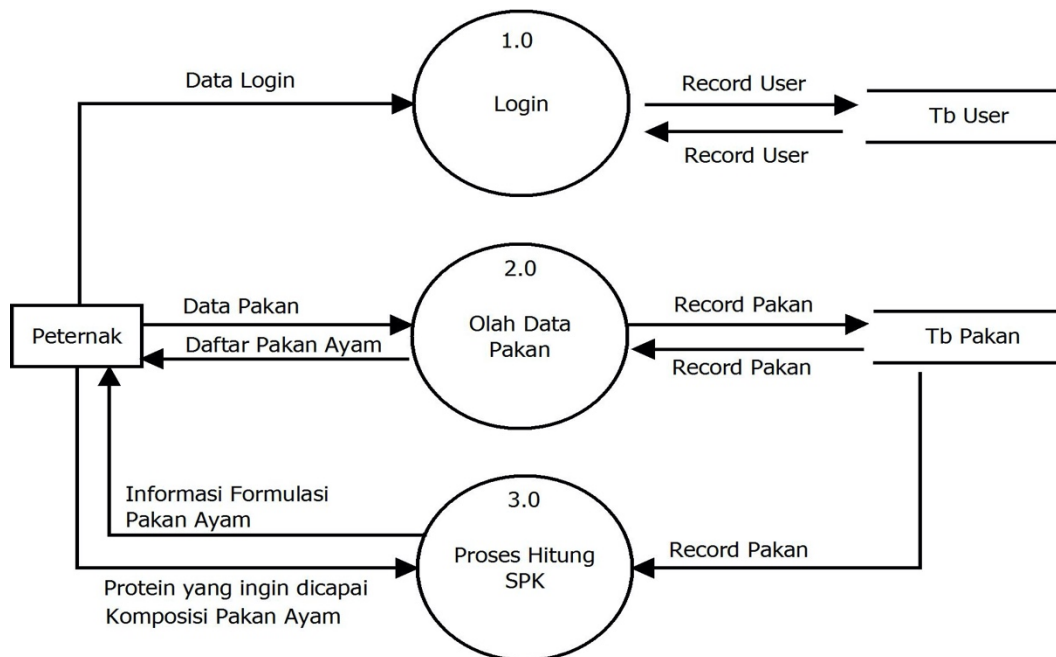 1.0
Login
Data Login
Record User
Record User
Tb User
2.0
Olah Data
Pakan
Peternak
Data Pakan
Daftar Pakan Ayam
Record Pakan
Record Pakan
Tb Pakan
3.0
Proses Hitung
SPK
Informasi Formulasi
Pakan Ayam
Record Pakan
Protein yang ingin dicapai
Komposisi Pakan Ayam